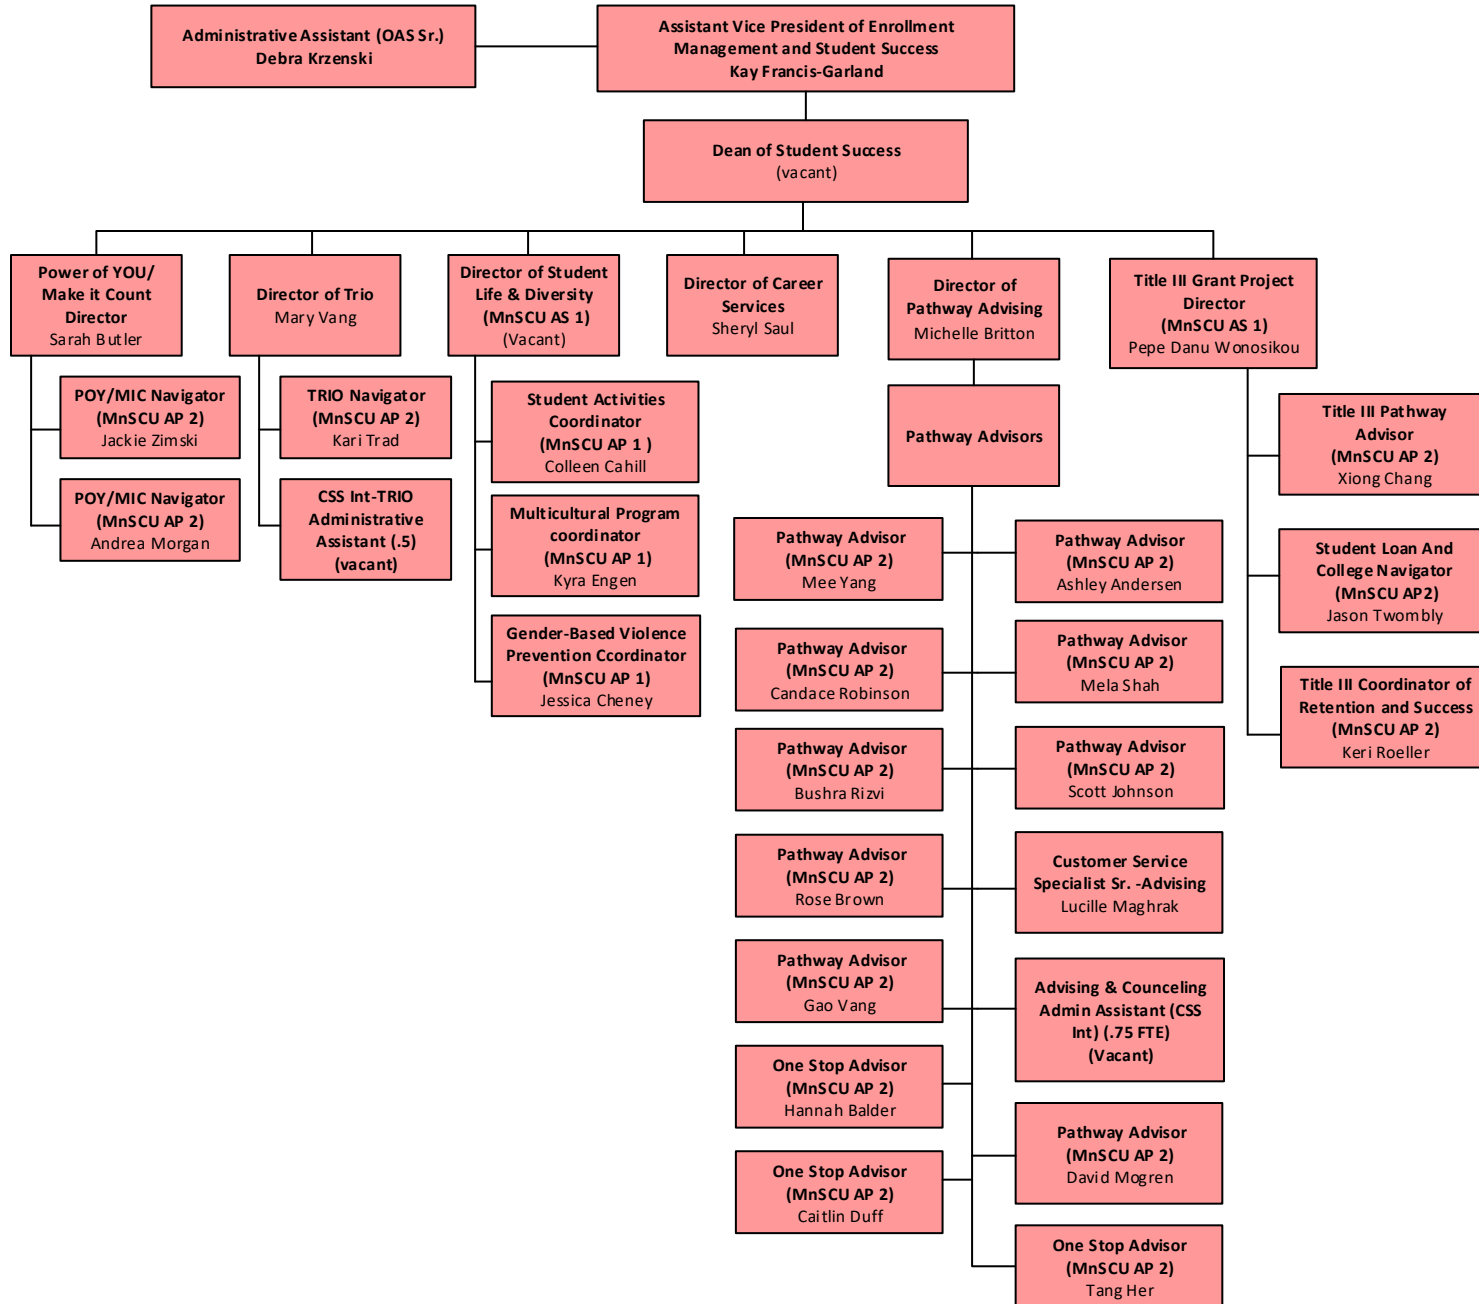 Administrative Assistant (OAS Sr.)
Debra Krzenski
Assistant Vice President of Enrollment
Management and Student Success
Kay Francis-Garland
Dean of Student Success
(vacant)
Power of YOU/
Make it Count
Director
Sarah Butler
Director of Trio
Mary Vang
Director of Student
Life & Diversity
(MnSCU AS 1)
(Vacant)
Director of Career
Services
Sheryl Saul
Director of
Pathway Advising
Michelle Britton
Title III Grant Project
Director
(MnSCU AS 1)
Pepe Danu Wonosikou
POY/MIC Navigator
(MnSCU AP 2)
Jackie Zimski
POY/MIC Navigator
(MnSCU AP 2)
Andrea Morgan
TRIO Navigator
(MnSCU AP 2)
Kari Trad
CSS Int-TRIO
Administrative
Assistant (.5)
(vacant)
Student Activities
Coordinator
(MnSCU AP 1 )
Colleen Cahill
Multicultural Program
coordinator
(MnSCU AP 1)
Kyra Engen
Gender-Based Violence
Prevention Ccordinator
(MnSCU AP 1)
Jessica Cheney
Pathway Advisors
Pathway Advisor
(MnSCU AP 2)
Mee Yang
Pathway Advisor
(MnSCU AP 2)
Ashley Andersen
Pathway Advisor
(MnSCU AP 2)
Candace Robinson
Pathway Advisor
(MnSCU AP 2)
Mela Shah
Pathway Advisor
(MnSCU AP 2)
Bushra Rizvi
Pathway Advisor
(MnSCU AP 2)
Scott Johnson
Pathway Advisor
(MnSCU AP 2)
Rose Brown
Customer Service
Specialist Sr. -Advising
Lucille Maghrak
Pathway Advisor
(MnSCU AP 2)
Gao Vang
Advising & Counceling
Admin Assistant (CSS
Int) (.75 FTE)
(Vacant)
One Stop Advisor
(MnSCU AP 2)
Hannah Balder
Pathway Advisor
(MnSCU AP 2)
David Mogren
One Stop Advisor
(MnSCU AP 2)
Caitlin Duff
One Stop Advisor
(MnSCU AP 2)
Tang Her
Title III Pathway
Advisor
(MnSCU AP 2)
Xiong Chang
Student Loan And
College Navigator
(MnSCU AP2)
Jason Twombly
Title III Coordinator of
Retention and Success
(MnSCU AP 2)
Keri Roeller